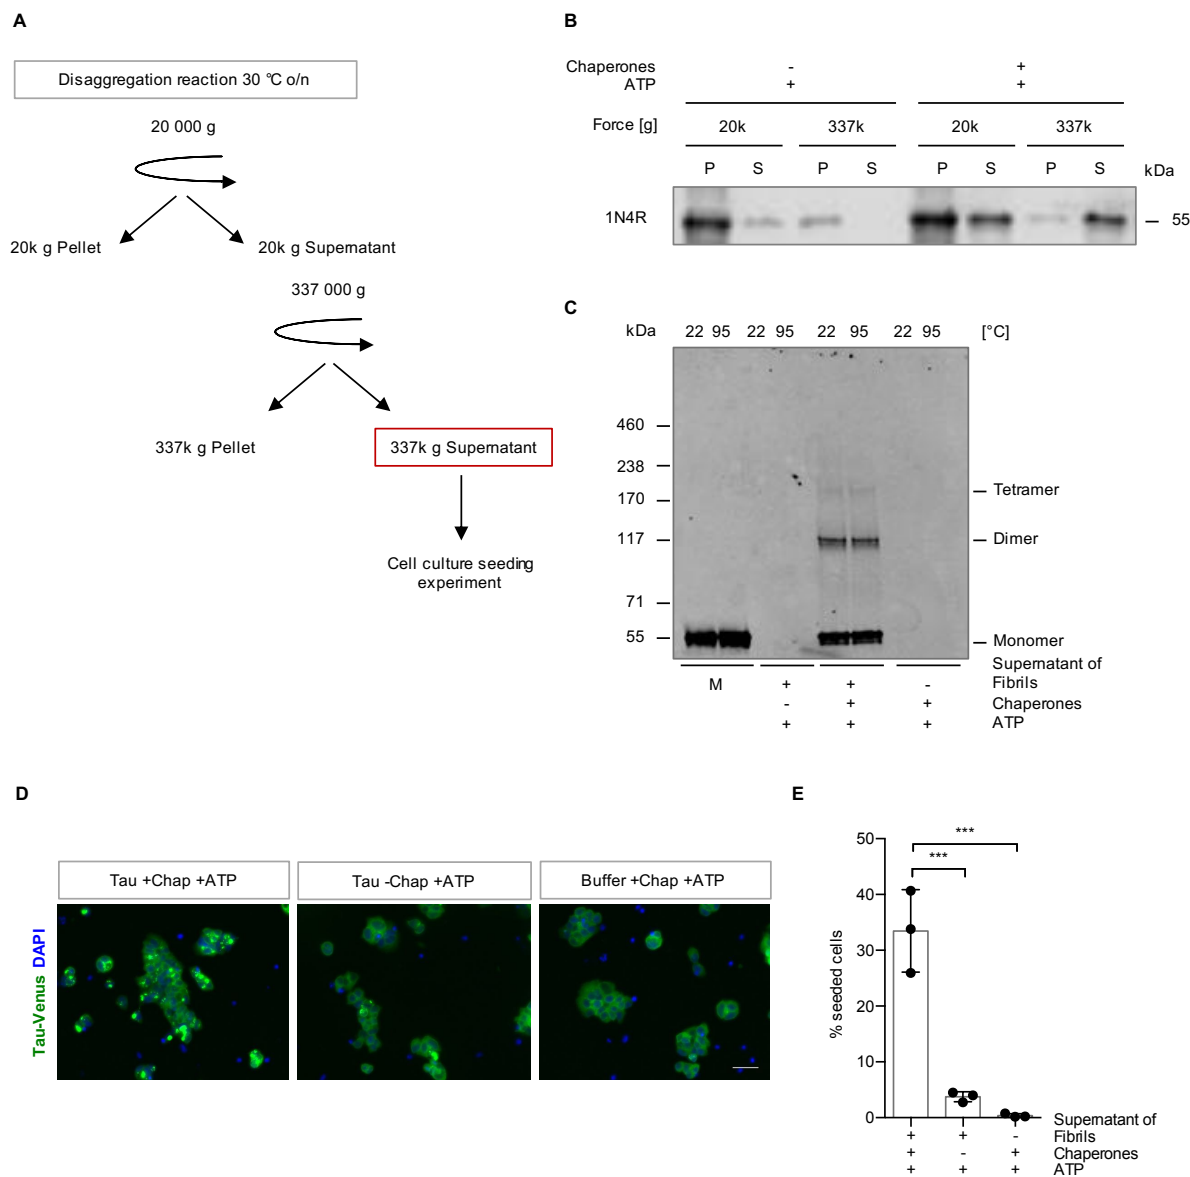 A
Disaggregation reaction 30 °C o/n
20 000 g
20k g Pellet 20k g Supernatant
337 000 g
337k g Pellet 337k g Supernatant
Cell culture seeding
experiment
B
Chaperones - +
ATP + +
Force [g] 20k 337k 20k 337k
P S P S P S P S kDa
1N4R 55
C
kDa 22 95 22 95 22 95 22 95 [°C]
460
238
170
117
71
55
Tetramer
Dimer
Monomer
Supernatant of
M + + - Fibrils
- + + Chaperones
+ + + ATP
D
Tau +Chap +ATP Tau -Chap +ATP Buffer +Chap +ATP
Tau-Venus DAPI
E
% seeded cells
50
40
30
20
10
0
***
***
Supernatant of
+ + - Fibrils
+ - + Chaperones
+ + + ATP